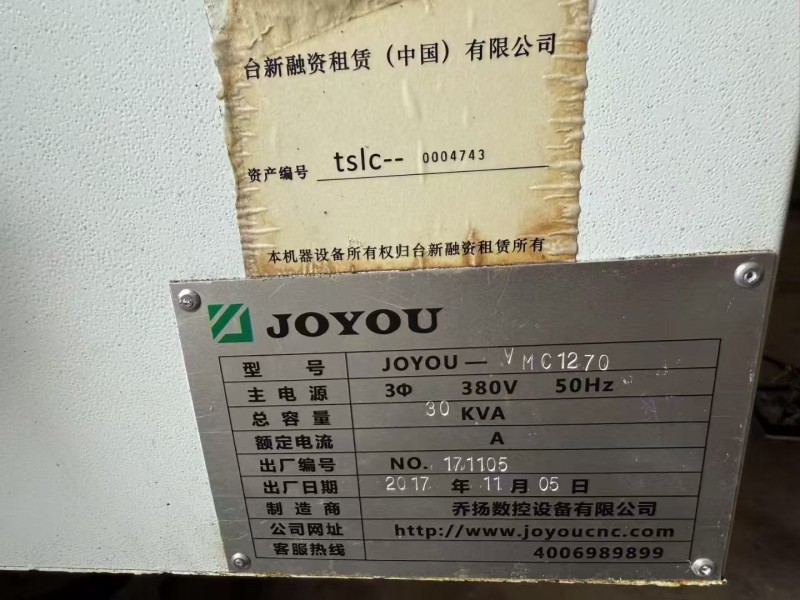 台新融资租赁（中国）有限公司
资产编号 tslc-- 0004743
本机器设备所有权归台新融资租赁所有
JOYOU
型号 JOYOU—VMC1270
主电源 3Φ 380V 50Hz
总容量 30 KVA
额定电流 A
出厂编号 NO. 171105
出厂日期 2017 年 11 月 05 日
制造商 乔扬数控设备有限公司
公司网址 http://www.joyoucnc.com
客服热线 4006989899